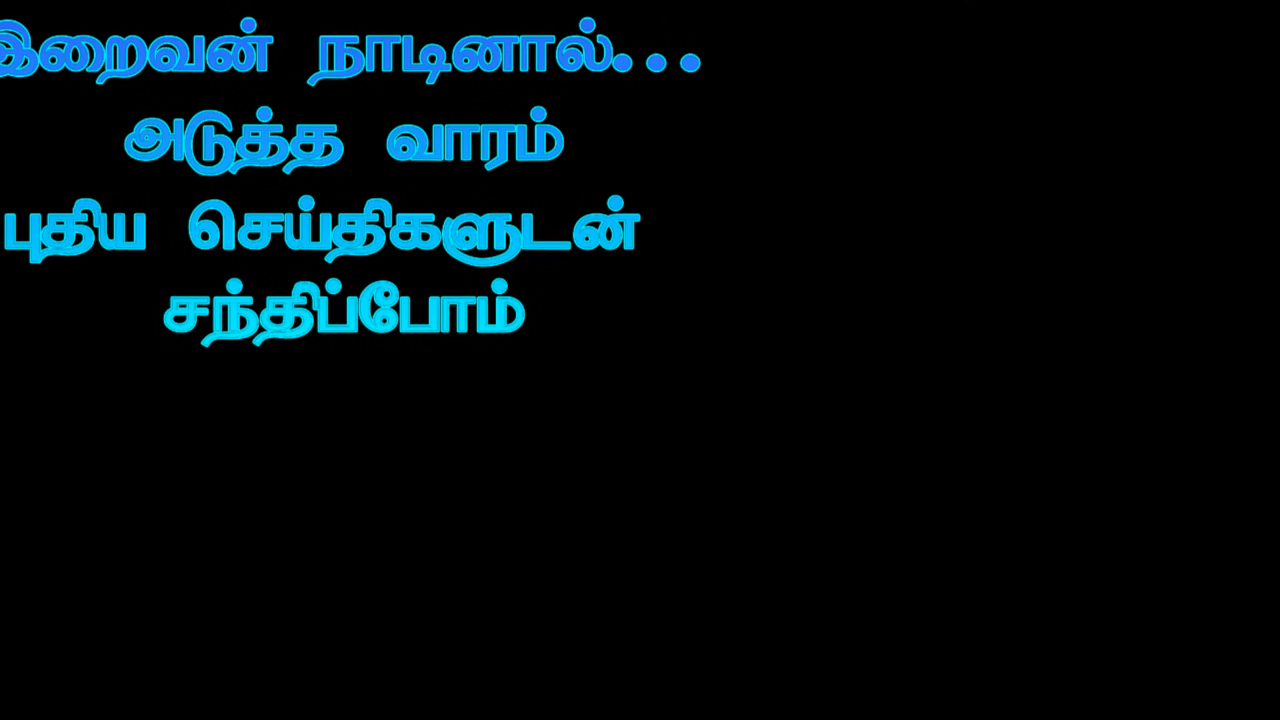 இறைவன் நாடினால்...
அடுத்த வாரம்
புதிய செய்திகளுடன்
சந்திப்போம்